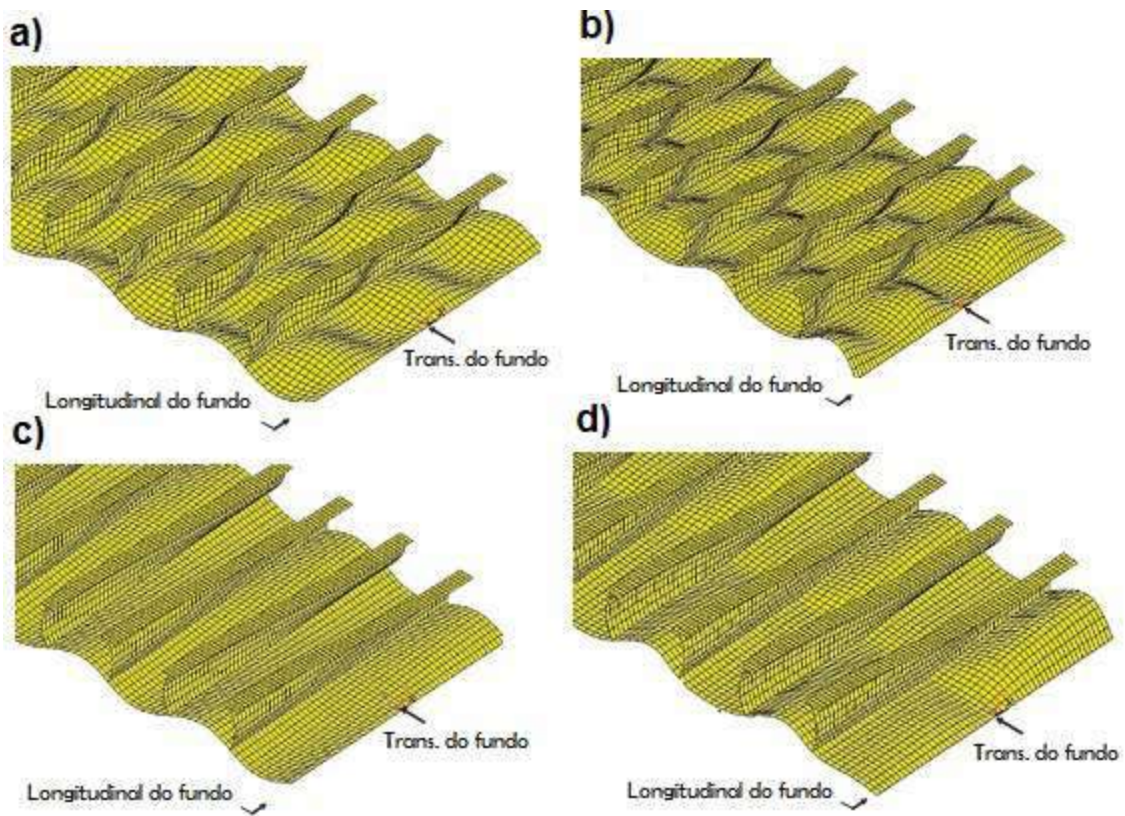 a)
b)
Trans. do fundo
Longitudinal do fundo
Trans. do fundo
Longitudinal do fundo
c)
d)
Trans. do fundo
Longitudinal do fundo
Trans. do fundo
Longitudinal do fundo